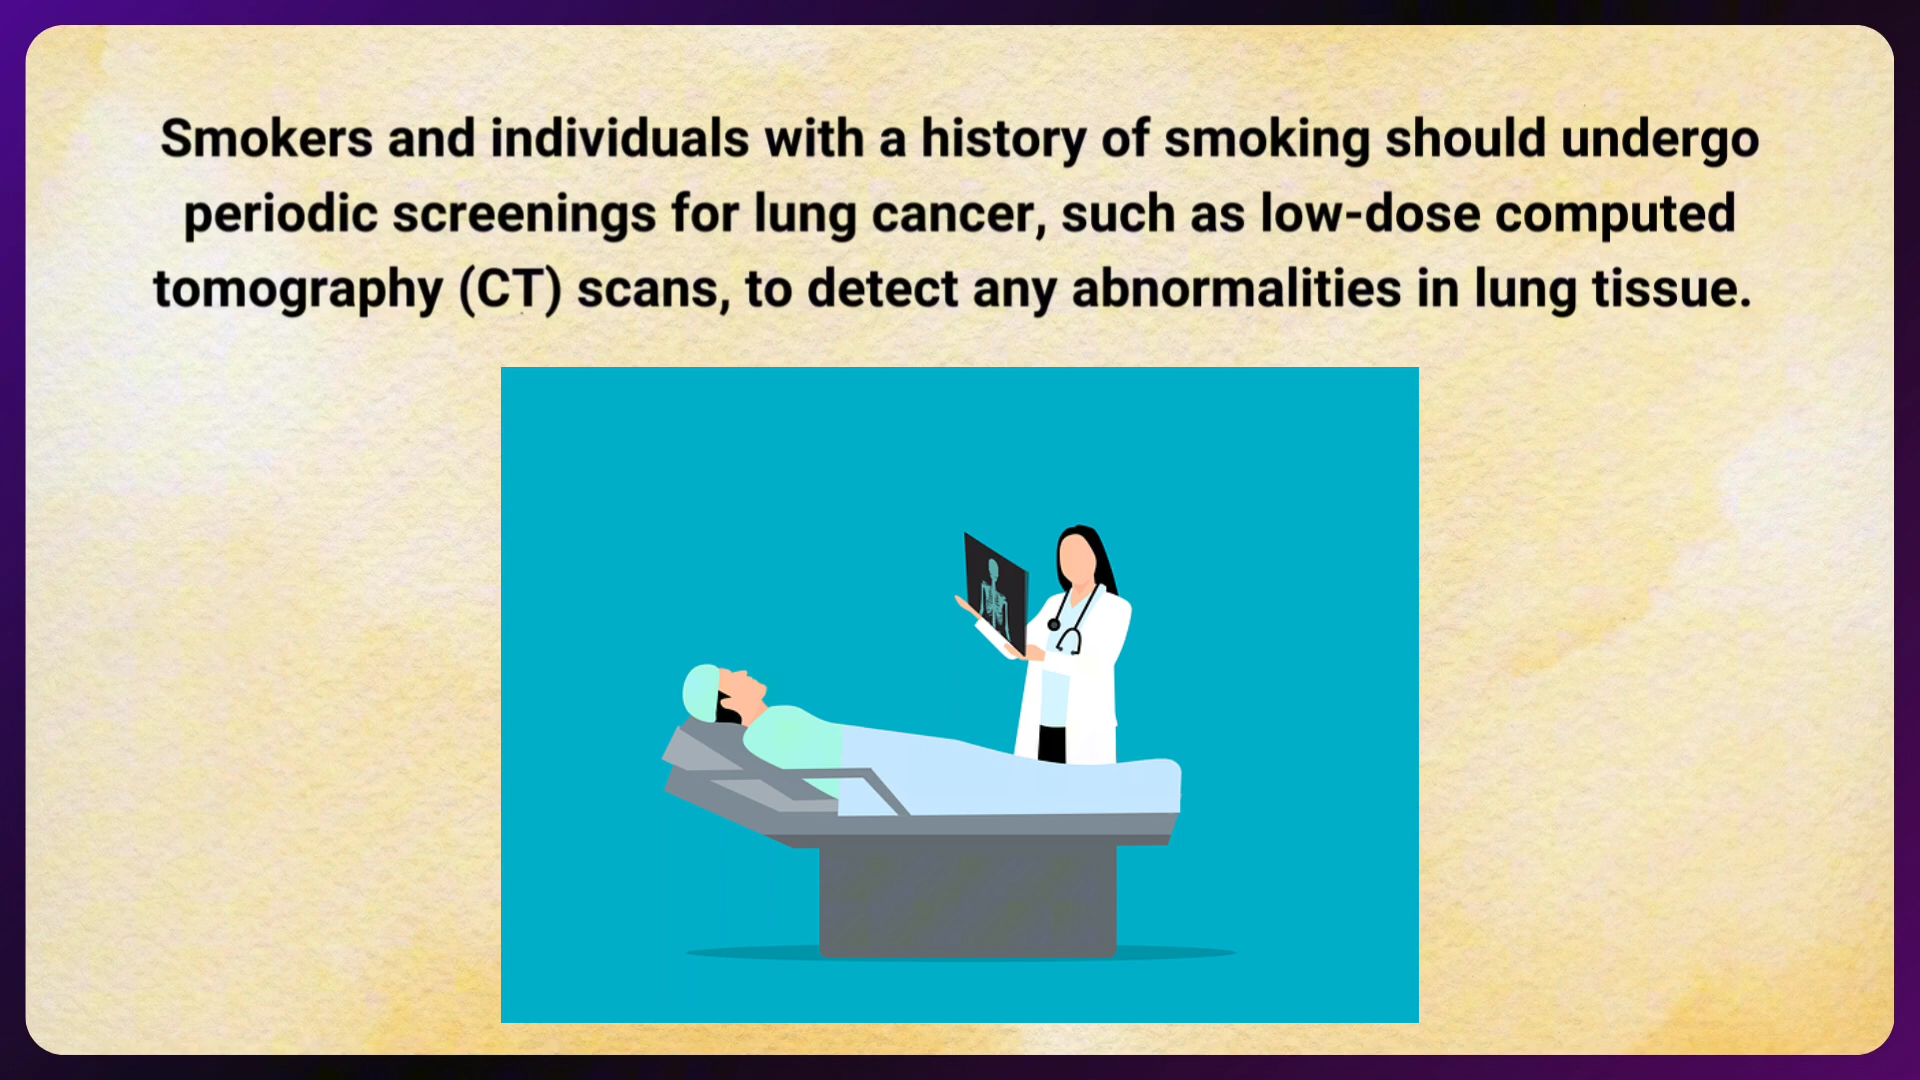 Smokers and individuals with a history of smoking should undergo
periodic screenings for lung cancer, such as low-dose computed
tomography (CT) scans, to detect any abnormalities in lung tissue.